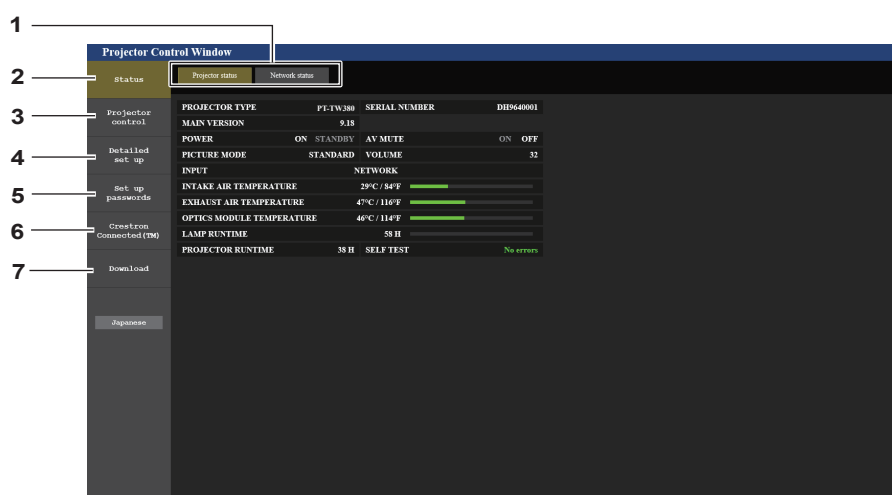 1
Projector Control Window
2
Status
Projector status Network status
3
Projector
control
PROJECTOR TYPE PT-TW380 SERIAL NUMBER DH9640001
MAIN VERSION 9.18
POWER ON STANDBY AV MUTE ON OFF
4
Detailed
set up
PICTURE MODE STANDARD VOLUME 32
INPUT NETWORK
5
Set up
passwords
INTAKE AIR TEMPERATURE 29°C / 84°F
EXHAUST AIR TEMPERATURE 47°C / 116°F
OPTICS MODULE TEMPERATURE 46°C / 114°F
6
Crestron
Connected(TM)
LAMP RUNTIME 58 H
PROJECTOR RUNTIME 38 H SELF TEST No errors
7
Download
Japanese